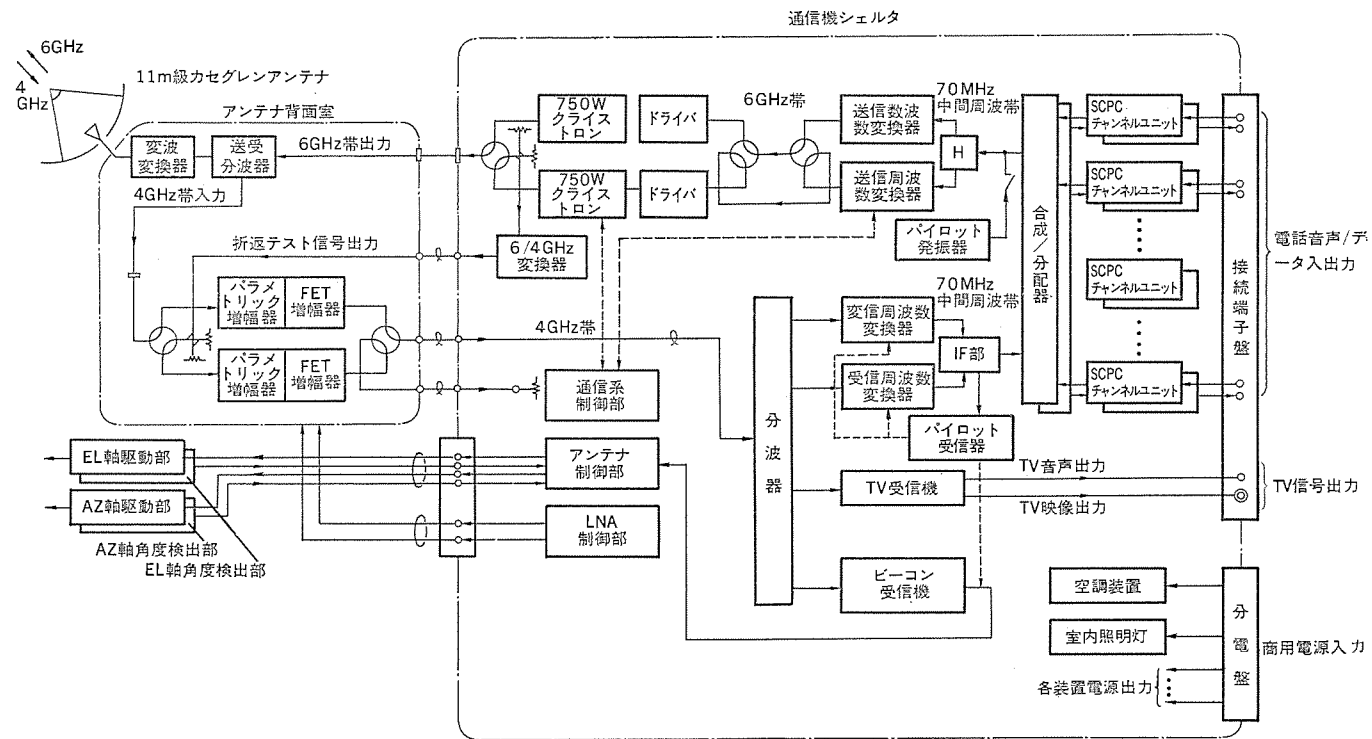 通信機シェルタ
6GHz
4
GHz
11m級カセグレンアンテナ
アンテナ背面室
変波
変換器
送受
分波器
6GHz帯出力
4GHz帯入力
折返テスト信号出力
パラメ
トリック
増幅器
FET
増幅器
パラメ
トリック
増幅器
FET
増幅器
750W
クライス
トロン
ドライバ
750W
クライス
トロン
ドライバ
6GHz帯
送信数波
数変換器
送信周波
数変換器
70MHz
中間周波帯
H
パイロット
発振器
6/4GHz
変換器
4GHz帯
通信系
制御部
アンテナ
制御部
LNA
制御部
EL軸駆動部
AZ軸駆動部
AZ軸角度検出部
EL軸角度検出部
分波器
70MHz
中間周波帯
変信周波数
変換器
受信周波数
変換器
IF部
パイロット
受信器
TV受信機
TV音声出力
TV映像出力
ビーコン
受信機
合成/分配器
SCPC
チャンネルユニット
SCPC
チャンネルユニット
SCPC
チャンネルユニット
SCPC
チャンネルユニット
接続端子盤
電話音声/デ
ータ入出力
TV信号出力
空調装置
室内照明灯
各装置電源出力
分電盤
商用電源入力